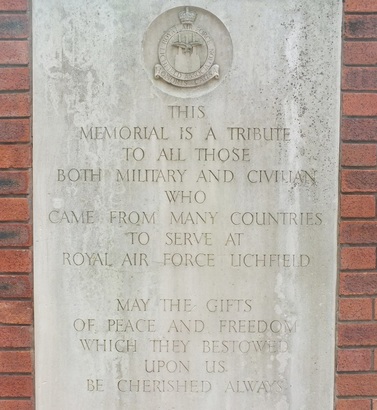 THIS
MEMORIAL IS A TRIBUTE
TO ALL THOSE
BOTH MILITARY AND CIVILIAN
WHO
CAME FROM MANY COUNTRIES
TO SERVE AT
ROYAL AIR FORCE LICHFIELD
MAY THE GIFTS
OF PEACE AND FREEDOM
WHICH THEY BESTOWED
UPON US
BE CHERISHED ALWAYS